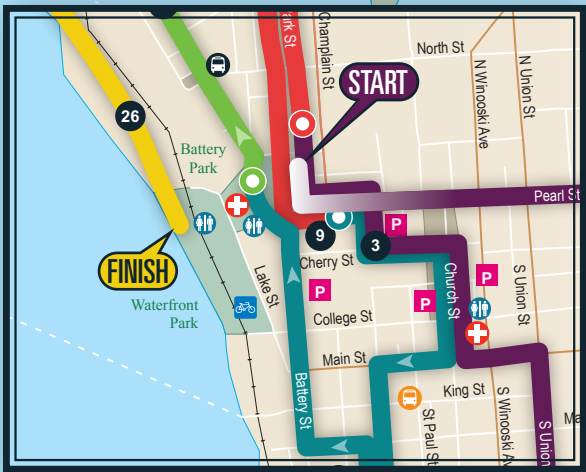 ark St
Champlain St
North St
N Winooski Ave
N Union St
START
26
Battery
Park
Pearl St
P
9
3
FINISH
Cherry St
Lake St
P
P
P
Church St
S Union St
Waterfront
Park
College St
Main St
Battery St
King St
St Paul St
S Winooski Ave
S Union
Ma